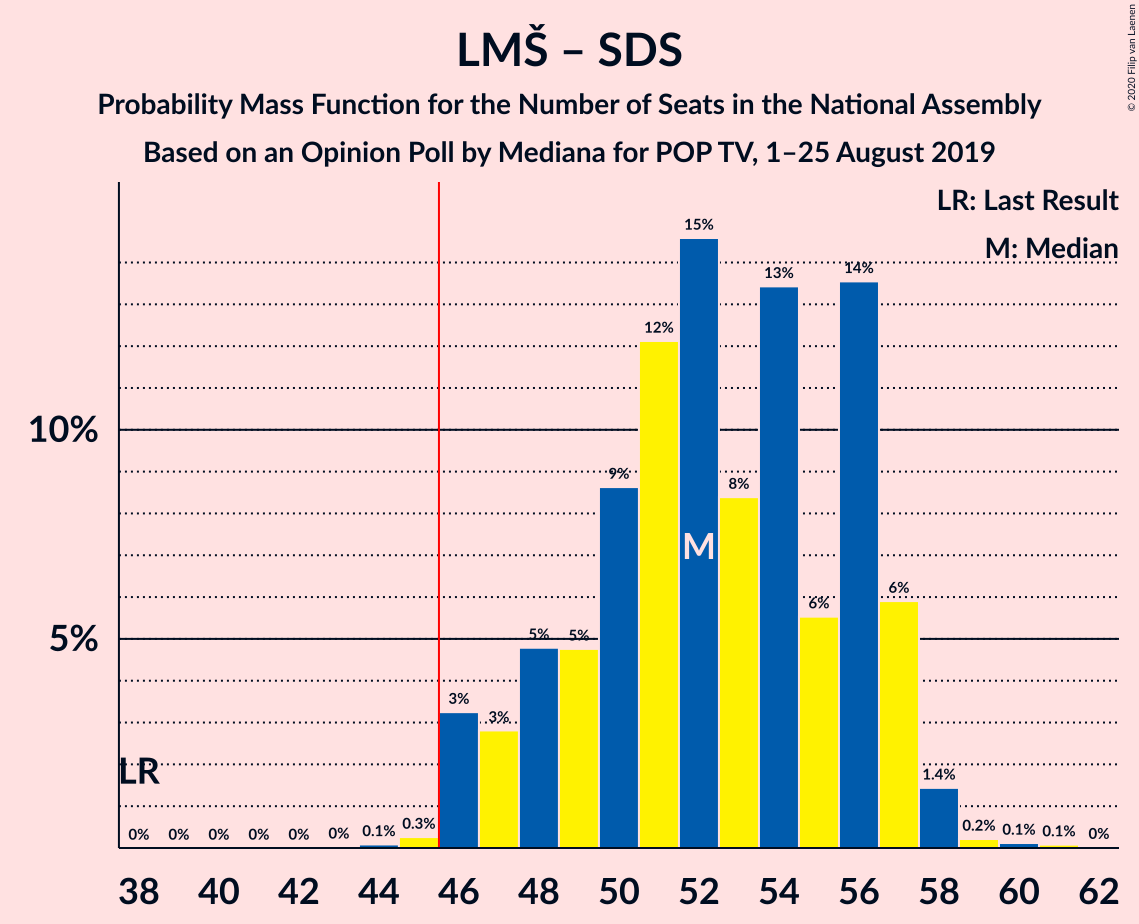 LMŠ – SDS
Probability Mass Function for the Number of Seats in the National Assembly
Based on an Opinion Poll by Mediana for POP TV, 1–25 August 2019
© 2020 Filip van Laenen
LR: Last Result
M: Median
15%
14%
13%
12%
10%
9%
8%
M
5%
5% 5%
6% 6%
3% 3%
LR
1.4%
0% 0% 0% 0% 0% 0% 0.1% 0.3% 0.2% 0.1% 0.1% 0%
38 40 42 44 46 48 50 52 54 56 58 60 62